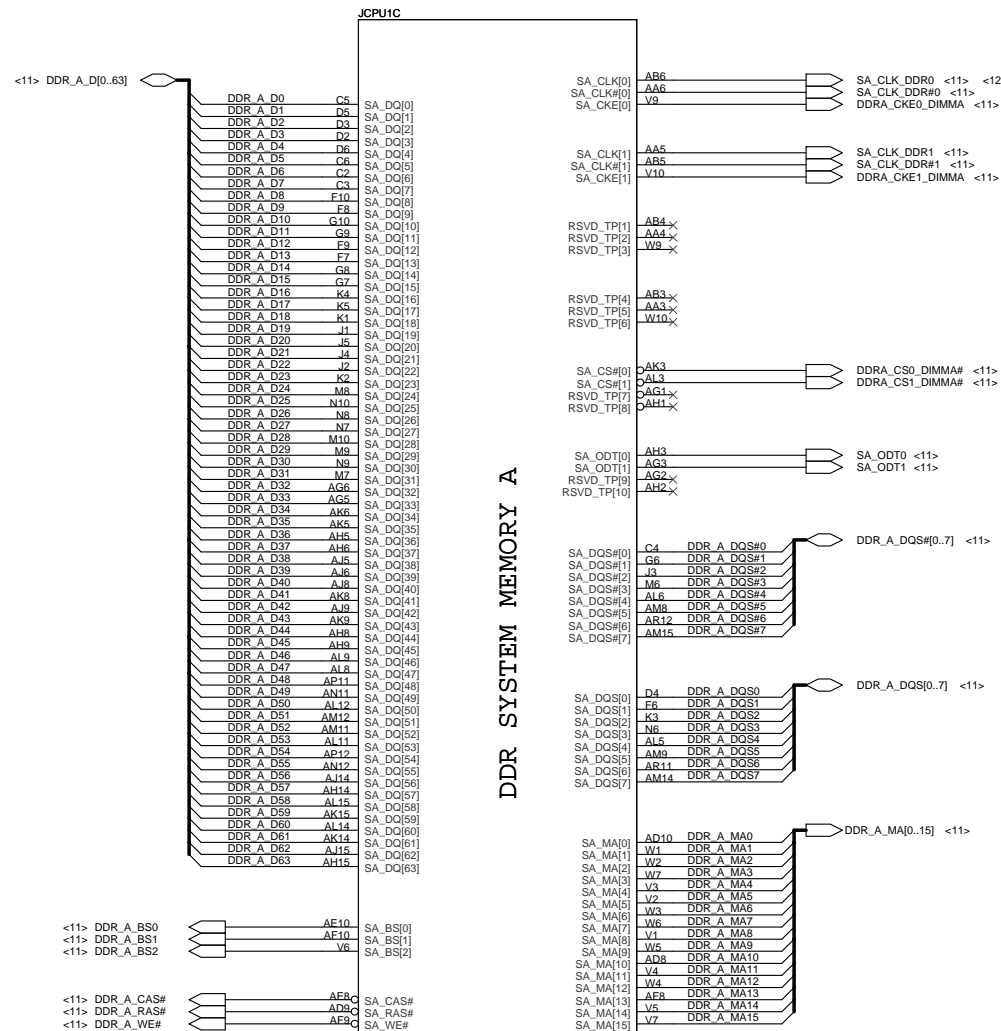 JCPU1C
<11> DDR_A_D[0..63]
DDR_A_D0 C5 SA_DQ[0]
DDR_A_D1 D5 SA_DQ[1]
DDR_A_D2 D3 SA_DQ[2]
DDR_A_D3 D2 SA_DQ[3]
DDR_A_D4 D6 SA_DQ[4]
DDR_A_D5 C6 SA_DQ[5]
DDR_A_D6 C2 SA_DQ[6]
DDR_A_D7 C3 SA_DQ[7]
DDR_A_D8 F10 SA_DQ[8]
DDR_A_D9 F8 SA_DQ[9]
DDR_A_D10 G10 SA_DQ[10]
DDR_A_D11 G9 SA_DQ[11]
DDR_A_D12 F9 SA_DQ[12]
DDR_A_D13 F7 SA_DQ[13]
DDR_A_D14 G8 SA_DQ[14]
DDR_A_D15 G7 SA_DQ[15]
DDR_A_D16 K4 SA_DQ[16]
DDR_A_D17 K5 SA_DQ[17]
DDR_A_D18 K1 SA_DQ[18]
DDR_A_D19 J1 SA_DQ[19]
DDR_A_D20 J5 SA_DQ[20]
DDR_A_D21 J4 SA_DQ[21]
DDR_A_D22 J2 SA_DQ[22]
DDR_A_D23 K2 SA_DQ[23]
DDR_A_D24 M8 SA_DQ[24]
DDR_A_D25 N10 SA_DQ[25]
DDR_A_D26 N8 SA_DQ[26]
DDR_A_D27 N7 SA_DQ[27]
DDR_A_D28 M10 SA_DQ[28]
DDR_A_D29 M9 SA_DQ[29]
DDR_A_D30 N9 SA_DQ[30]
DDR_A_D31 M7 SA_DQ[31]
DDR_A_D32 AG6 SA_DQ[32]
DDR_A_D33 AG5 SA_DQ[33]
DDR_A_D34 AK6 SA_DQ[34]
DDR_A_D35 AK5 SA_DQ[35]
DDR_A_D36 AH5 SA_DQ[36]
DDR_A_D37 AH6 SA_DQ[37]
DDR_A_D38 AJ5 SA_DQ[38]
DDR_A_D39 AJ6 SA_DQ[39]
DDR_A_D40 AJ8 SA_DQ[40]
DDR_A_D41 AK8 SA_DQ[41]
DDR_A_D42 AJ9 SA_DQ[42]
DDR_A_D43 AK9 SA_DQ[43]
DDR_A_D44 AH8 SA_DQ[44]
DDR_A_D45 AH9 SA_DQ[45]
DDR_A_D46 AL9 SA_DQ[46]
DDR_A_D47 AL8 SA_DQ[47]
DDR_A_D48 AP11 SA_DQ[48]
DDR_A_D49 AN11 SA_DQ[49]
DDR_A_D50 AL12 SA_DQ[50]
DDR_A_D51 AM12 SA_DQ[51]
DDR_A_D52 AM11 SA_DQ[52]
DDR_A_D53 AL11 SA_DQ[53]
DDR_A_D54 AP12 SA_DQ[54]
DDR_A_D55 AN12 SA_DQ[55]
DDR_A_D56 AJ14 SA_DQ[56]
DDR_A_D57 AH14 SA_DQ[57]
DDR_A_D58 AL15 SA_DQ[58]
DDR_A_D59 AK15 SA_DQ[59]
DDR_A_D60 AL14 SA_DQ[60]
DDR_A_D61 AK14 SA_DQ[61]
DDR_A_D62 AJ15 SA_DQ[62]
DDR_A_D63 AH15 SA_DQ[63]
<11> DDR_A_BS0 AE10 SA_BS[0]
<11> DDR_A_BS1 AF10 SA_BS[1]
<11> DDR_A_BS2 V6 SA_BS[2]
<11> DDR_A_CAS# AE8 SA_CAS#
<11> DDR_A_RAS# AD9 SA_RAS#
<11> DDR_A_WE# AF9 SA_WE#
DDR SYSTEM MEMORY A
SA_CLK[0] AB6 SA_CLK_DDR0 <11> <12
SA_CLK#[0] AA6 SA_CLK_DDR#0 <11>
SA_CKE[0] V9 DDRA_CKE0_DIMMA <11>
SA_CLK[1] AA5 SA_CLK_DDR1 <11>
SA_CLK#[1] AB5 SA_CLK_DDR#1 <11>
SA_CKE[1] V10 DDRA_CKE1_DIMMA <11>
RSVD_TP[1] AB4
RSVD_TP[2] AA4
RSVD_TP[3] W9
RSVD_TP[4] AB3
RSVD_TP[5] AA3
RSVD_TP[6] W10
SA_CS#[0] AK3 DDRA_CS0_DIMMA# <11>
SA_CS#[1] AL3 DDRA_CS1_DIMMA# <11>
RSVD_TP[7] AG1
RSVD_TP[8] AH1
SA_ODT[0] AH3 SA_ODT0 <11>
SA_ODT[1] AG3 SA_ODT1 <11>
RSVD_TP[9] AG2
RSVD_TP[10] AH2
DDR_A_DQS#[0..7] <11>
SA_DQS#[0] C4 DDR_A_DQS#0
SA_DQS#[1] G6 DDR_A_DQS#1
SA_DQS#[2] J3 DDR_A_DQS#2
SA_DQS#[3] M6 DDR_A_DQS#3
SA_DQS#[4] AL6 DDR_A_DQS#4
SA_DQS#[5] AM8 DDR_A_DQS#5
SA_DQS#[6] AR12 DDR_A_DQS#6
SA_DQS#[7] AM15 DDR_A_DQS#7
DDR_A_DQS[0..7] <11>
SA_DQS[0] D4 DDR_A_DQS0
SA_DQS[1] F6 DDR_A_DQS1
SA_DQS[2] K3 DDR_A_DQS2
SA_DQS[3] N6 DDR_A_DQS3
SA_DQS[4] AL5 DDR_A_DQS4
SA_DQS[5] AM9 DDR_A_DQS5
SA_DQS[6] AR11 DDR_A_DQS6
SA_DQS[7] AM14 DDR_A_DQS7
DDR_A_MA[0..15] <11>
SA_MA[0] AD10 DDR_A_MA0
SA_MA[1] W1 DDR_A_MA1
SA_MA[2] W2 DDR_A_MA2
SA_MA[3] W7 DDR_A_MA3
SA_MA[4] V3 DDR_A_MA4
SA_MA[5] V2 DDR_A_MA5
SA_MA[6] W3 DDR_A_MA6
SA_MA[7] W6 DDR_A_MA7
SA_MA[8] V1 DDR_A_MA8
SA_MA[9] W5 DDR_A_MA9
SA_MA[10] AD8 DDR_A_MA10
SA_MA[11] V4 DDR_A_MA11
SA_MA[12] W4 DDR_A_MA12
SA_MA[13] AF8 DDR_A_MA13
SA_MA[14] V5 DDR_A_MA14
SA_MA[15] V7 DDR_A_MA15